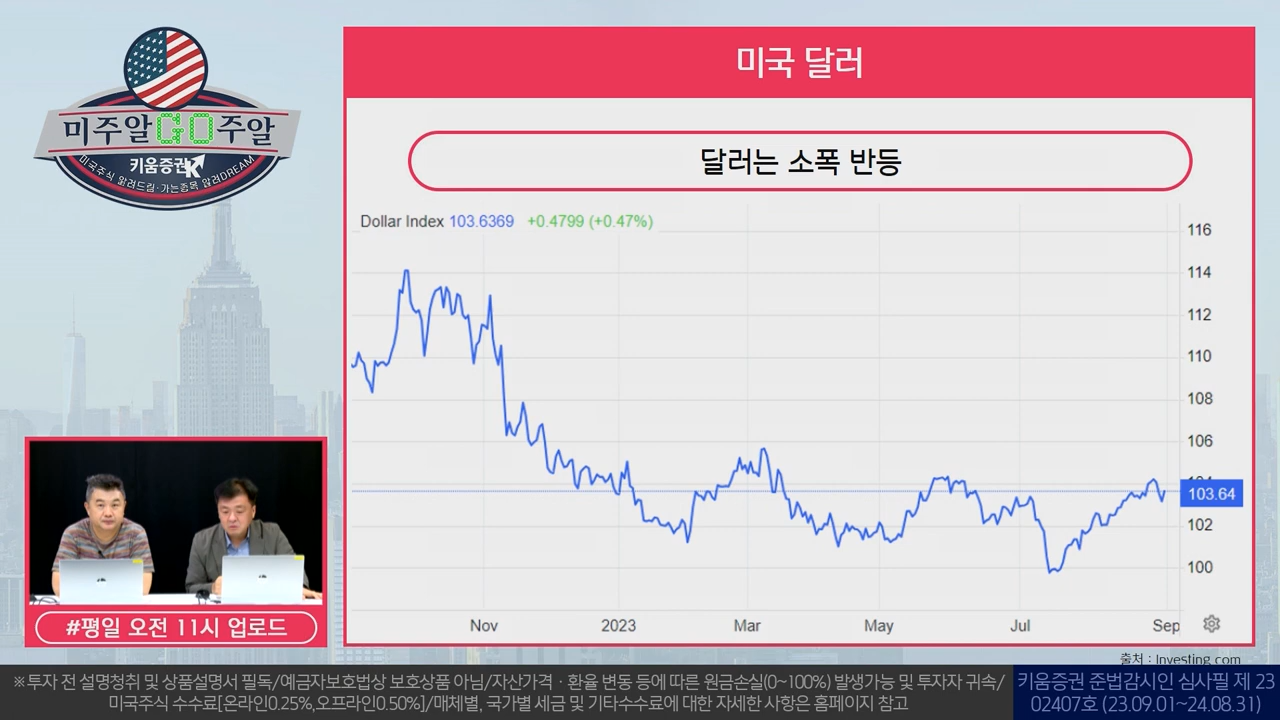 미주알GO주알
키움증권
미국주식 알려드림·가는종목 알려DREAM
미국 달러
달러는 소폭 반등
Dollar Index 103.6369 +0.4799 (+0.47%)
116
114
112
110
108
106
104
103.64
102
100
Nov 2023 Mar May Jul Sep
#평일 오전 11시 업로드
출처 : Investing.com
※투자 전 설명청취 및 상품설명서 필독/예금자보호법상 보호상품 아님/자산가격 · 환율 변동 등에 따른 원금손실(0~100%) 발생가능 및 투자자 귀속/
미국주식 수수료[온라인0.25%,오프라인0.50%]/매체별, 국가별 세금 및 기타수수료에 대한 자세한 사항은 홈페이지 참고
키움증권 준법감시인 심사필 제 23
02407호 (23.09.01~24.08.31)